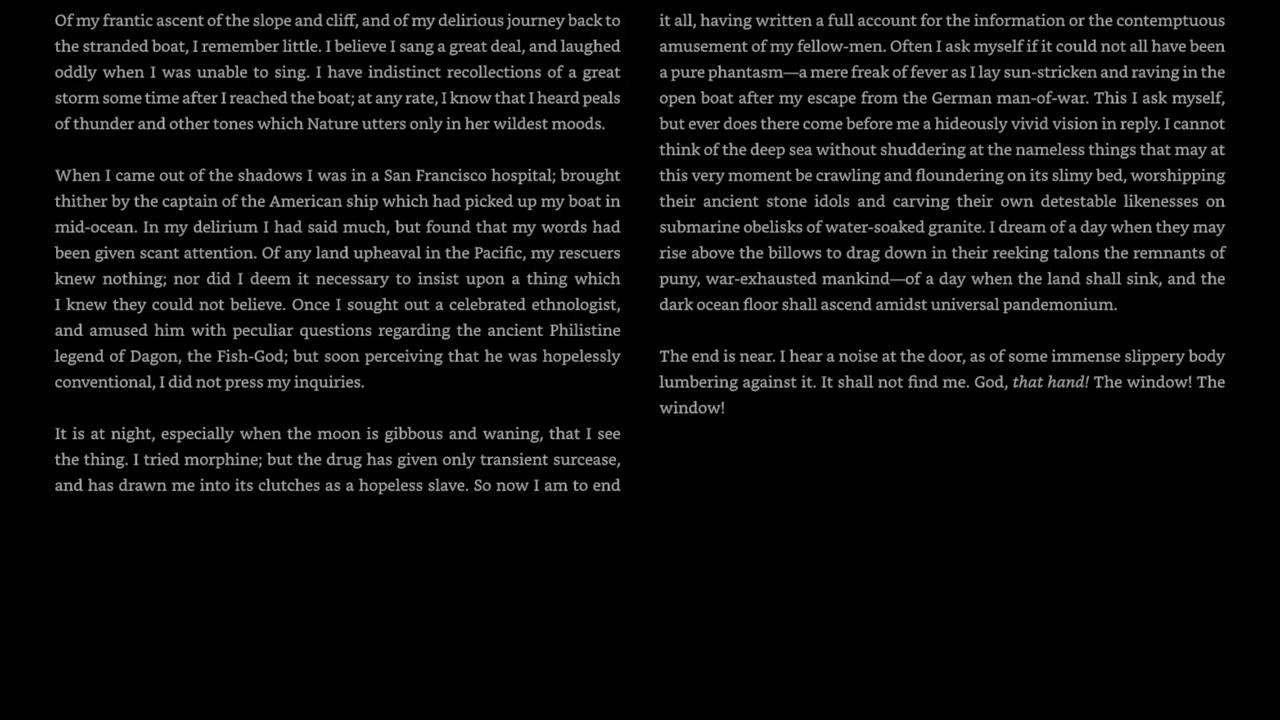 Of my frantic ascent of the slope and cliff, and of my delirious journey back to
the stranded boat, I remember little. I believe I sang a great deal, and laughed
oddly when I was unable to sing. I have indistinct recollections of a great
storm some time after I reached the boat; at any rate, I know that I heard peals
of thunder and other tones which Nature utters only in her wildest moods.
When I came out of the shadows I was in a San Francisco hospital; brought
thither by the captain of the American ship which had picked up my boat in
mid-ocean. In my delirium I had said much, but found that my words had
been given scant attention. Of any land upheaval in the Pacific, my rescuers
knew nothing; nor did I deem it necessary to insist upon a thing which
I knew they could not believe. Once I sought out a celebrated ethnologist,
and amused him with peculiar questions regarding the ancient Philistine
legend of Dagon, the Fish-God; but soon perceiving that he was hopelessly
conventional, I did not press my inquiries.
It is at night, especially when the moon is gibbous and waning, that I see
the thing. I tried morphine; but the drug has given only transient surcease,
and has drawn me into its clutches as a hopeless slave. So now I am to end
it all, having written a full account for the information or the contemptuous
amusement of my fellow-men. Often I ask myself if it could not all have been
a pure phantasm—a mere freak of fever as I lay sun-stricken and raving in the
open boat after my escape from the German man-of-war. This I ask myself,
but ever does there come before me a hideously vivid vision in reply. I cannot
think of the deep sea without shuddering at the nameless things that may at
this very moment be crawling and floundering on its slimy bed, worshipping
their ancient stone idols and carving their own detestable likenesses on
submarine obelisks of water-soaked granite. I dream of a day when they may
rise above the billows to drag down in their reeking talons the remnants of
puny, war-exhausted mankind—of a day when the land shall sink, and the
dark ocean floor shall ascend amidst universal pandemonium.
The end is near. I hear a noise at the door, as of some immense slippery body
lumbering against it. It shall not find me. God, that hand! The window! The
window!